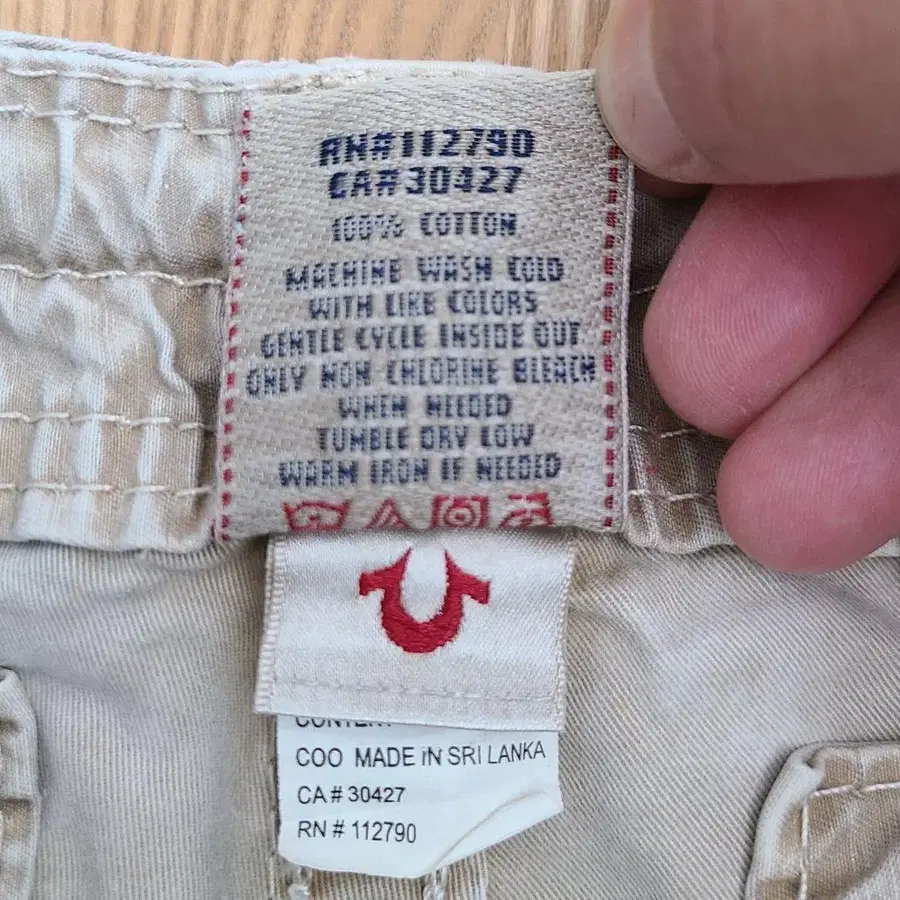 RN#112790
CA#30427
100% COTTON
MACHINE WASH COLD
WITH LIKE COLORS
GENTLE CYCLE INSIDE OUT
ONLY NON CHLORINE BLEACH
WHEN NEEDED
TUMBLE DRY LOW
WARM IRON IF NEEDED
COO MADE iN SRI LANKA
CA # 30427
RN # 112790